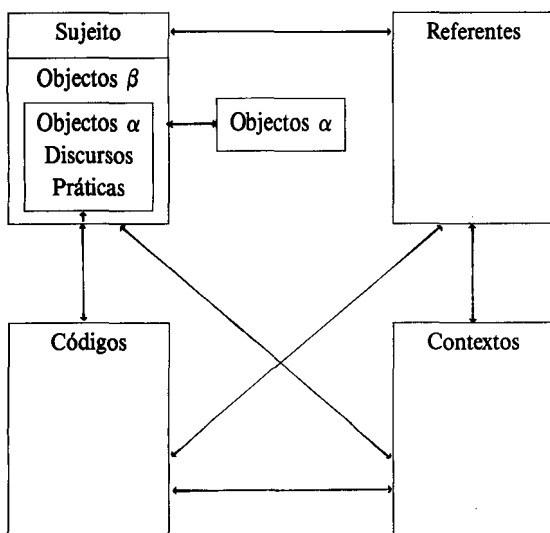 Sujeito
Referentes
Objectos β
Objectos α
Discursos
Práticas
Objectos α
Códigos
Contextos